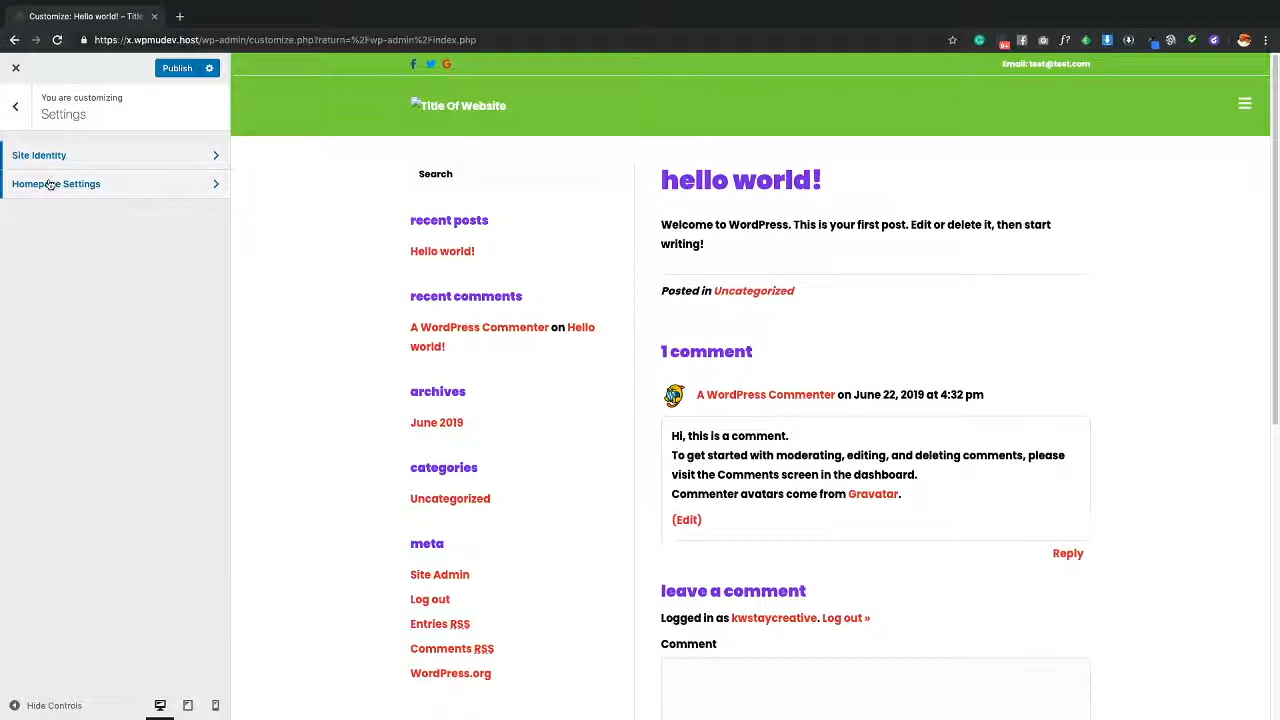 Customize: Hello world! – Title
https://x.wpmudev.host/wp-admin/customize.php?return=%2Fwp-admin%2Findex.php
Publish
You are customizing
Settings
Site Identity
Settings
Hide Controls
Email: test@test.com
Title Of Website
Search
recent posts
Hello world!
recent comments
A WordPress Commenter on Hello
world!
archives
June 2019
categories
Uncategorized
meta
Site Admin
Log out
Entries RSS
Comments RSS
WordPress.org
hello world!
Welcome to WordPress. This is your first post. Edit or delete it, then start
writing!
Posted in Uncategorized
1 comment
A WordPress Commenter on June 22, 2019 at 4:32 pm
Hi, this is a comment.
To get started with moderating, editing, and deleting comments, please
visit the Comments screen in the dashboard.
Commenter avatars come from Gravatar.
(Edit)
Reply
leave a comment
Logged in as kwstaycreative. Log out »
Comment